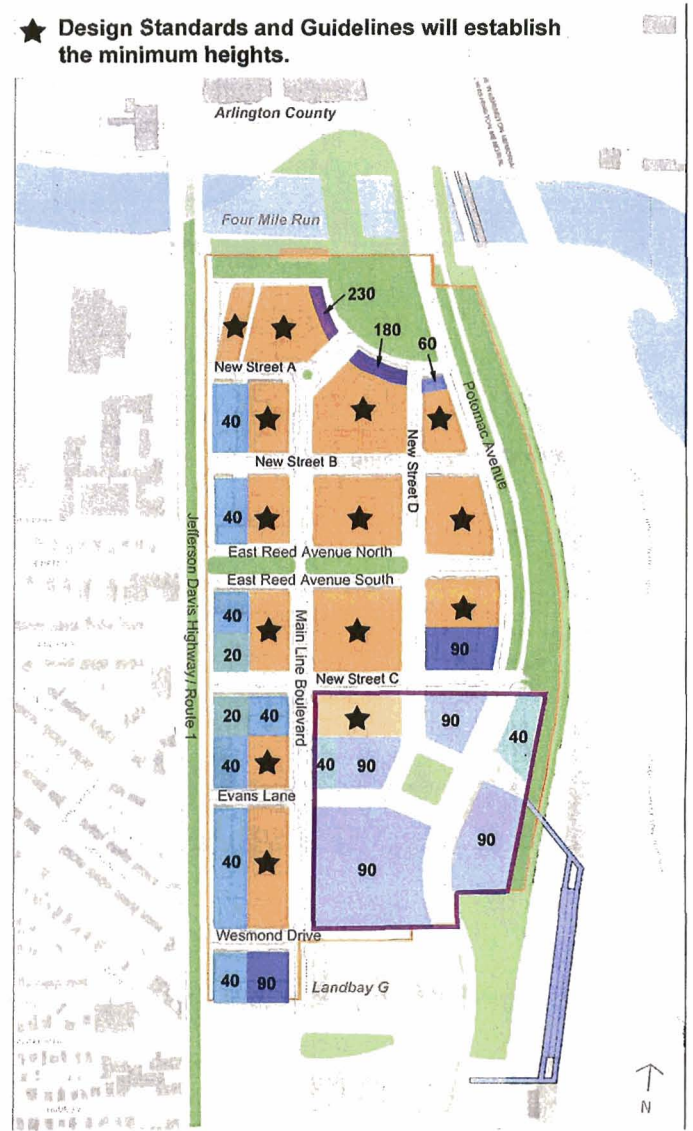 Design Standards and Guidelines will establish
the minimum heights.
Arlington County
Four Mile Run
230
180
60
New Street A
40
Potomac Avenue
New Street B
New Street D
40
East Reed Avenue North
East Reed Avenue South
Jefferson Davis Highway / Route 1
40
20
Main Line Boulevard
90
New Street C
20
40
90
40
40
40
90
Evans Lane
40
90
90
Wesmond Drive
40
90
Landbay G
N